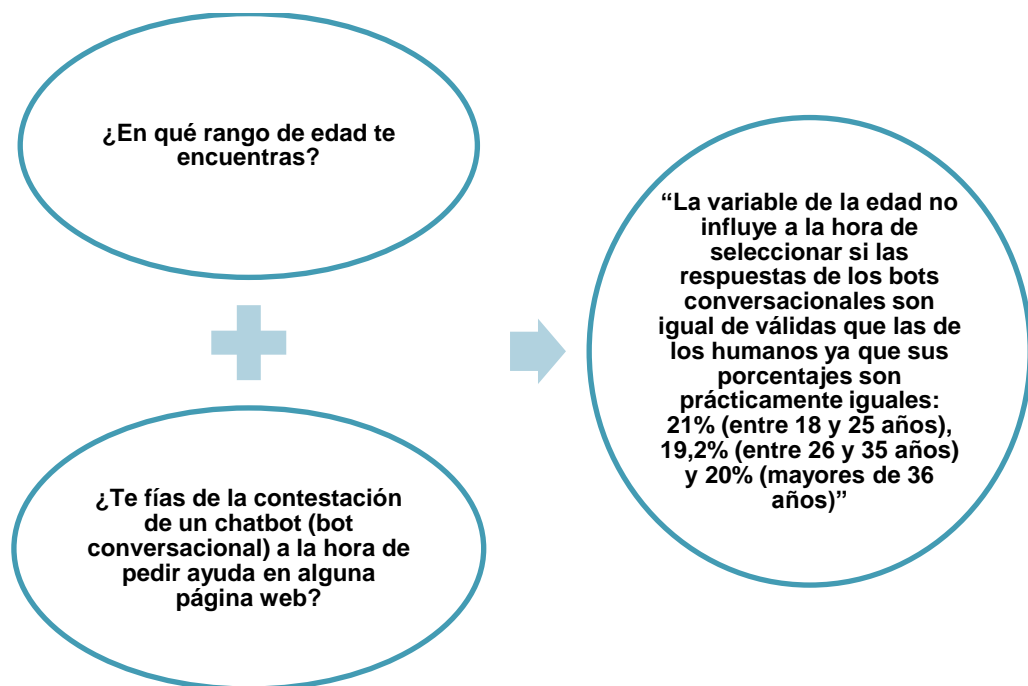 ¿En qué rango de edad te
encuentras?
¿Te fías de la contestación
de un chatbot (bot
conversacional) a la hora de
pedir ayuda en alguna
página web?
“La variable de la edad no
influye a la hora de
seleccionar si las
respuestas de los bots
conversacionales son
igual de válidas que las de
los humanos ya que sus
porcentajes son
prácticamente iguales:
21% (entre 18 y 25 años),
19,2% (entre 26 y 35 años)
y 20% (mayores de 36
años)”